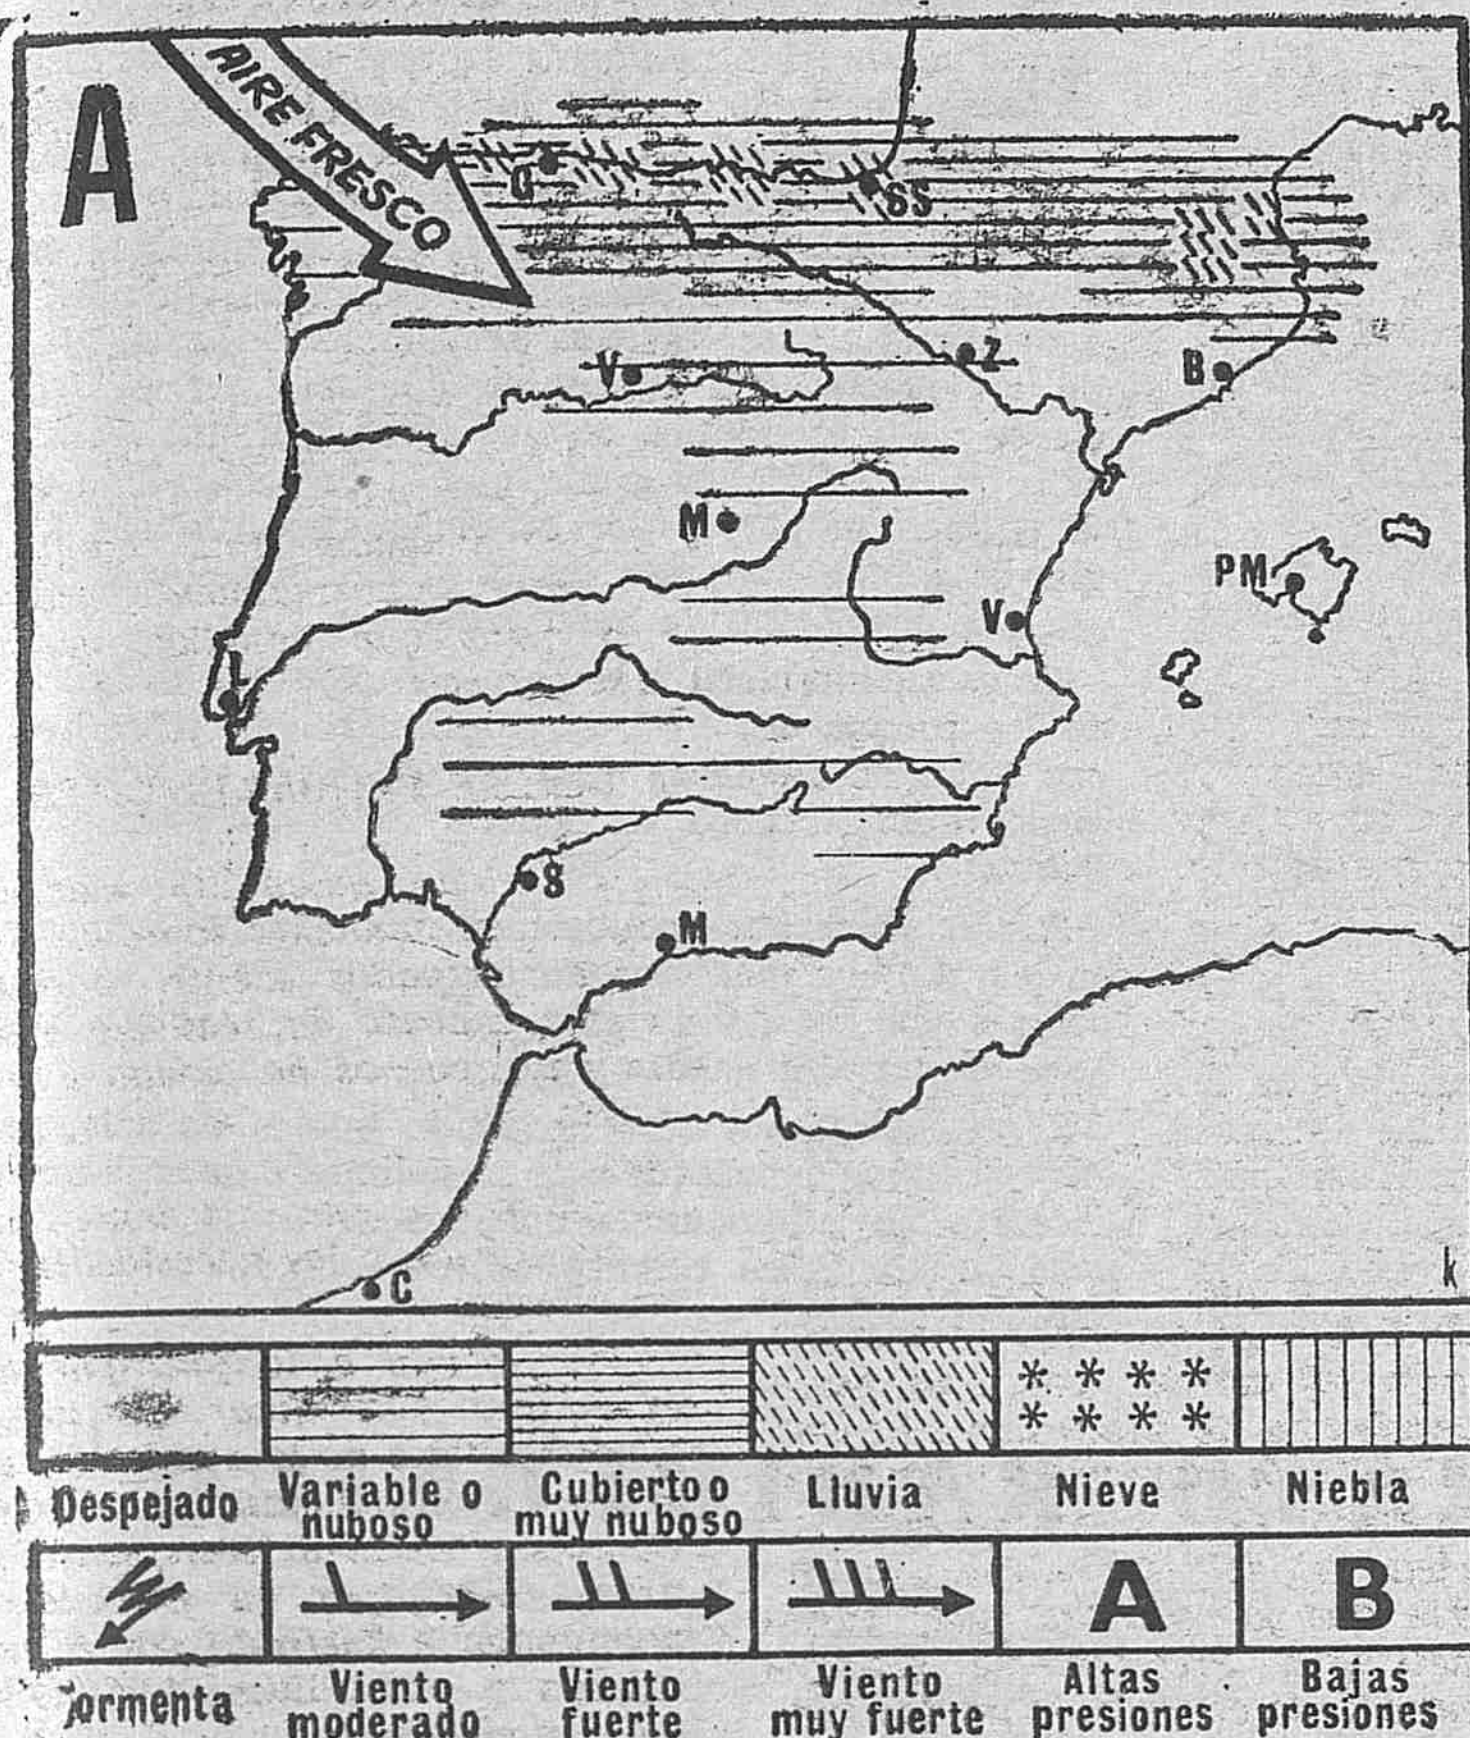 A
AIRE FRESCO
O
SS
V
Z
B
M
PM
V
L
S
M
C
k
Despejado
Variable o
nuboso
Cubierto o
muy nuboso
Lluvia
Nieve
Niebla
A
B
Tormenta
Viento
moderado
Viento
fuerte
Viento
muy fuerte
Altas
presiones
Bajas
presiones